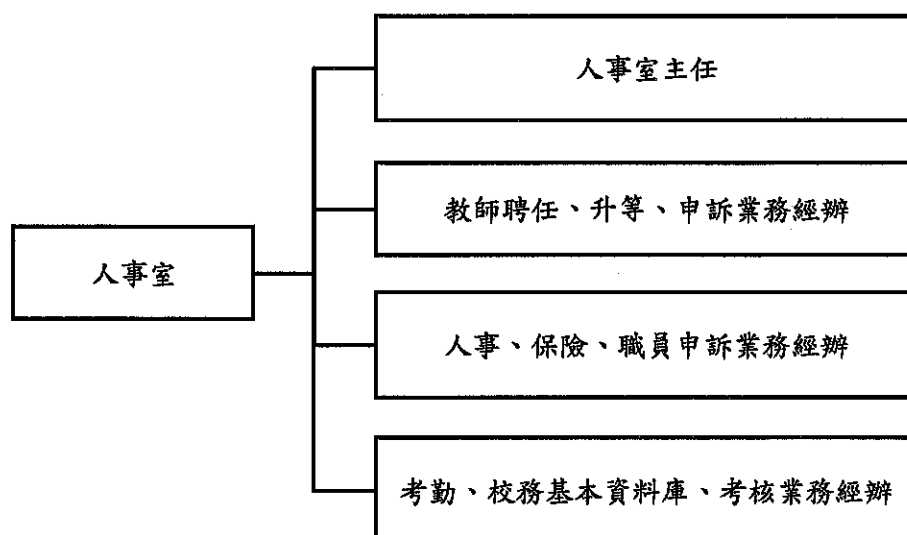 人事室主任
教師聘任、升等、申訴業務經辦
人事室
人事、保險、職員申訴業務經辦
考勤、校務基本資料庫、考核業務經辦